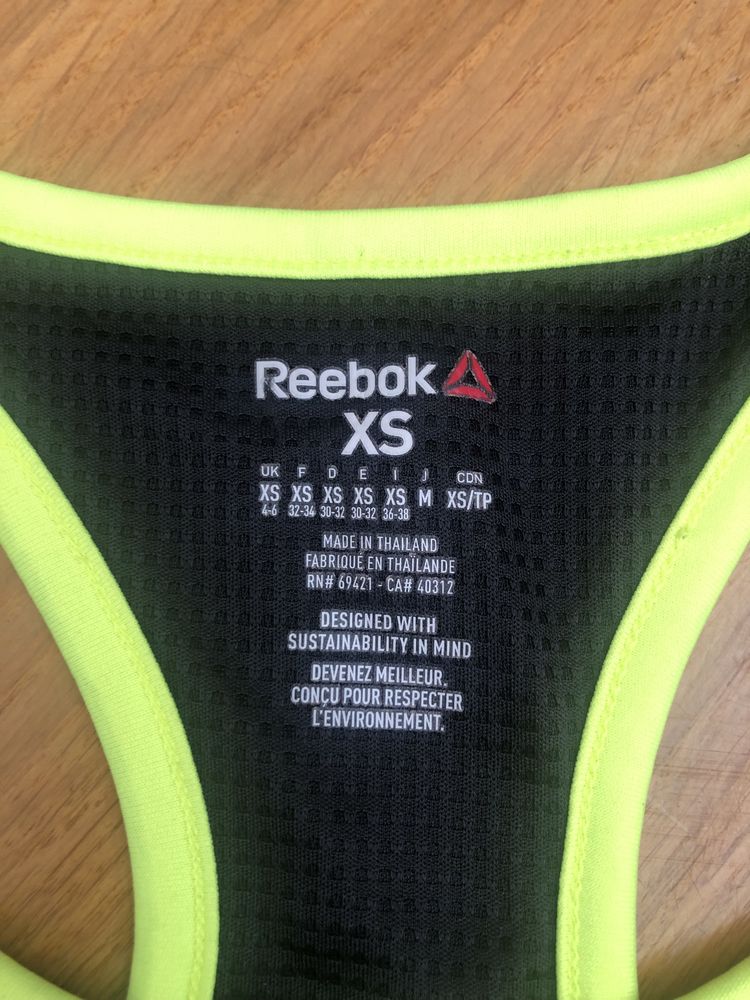 Reebok
XS
UK F D E I J CDN
XS XS XS XS XS M XS/TP
4-6 32-34 30-32 30-32 36-38
MADE IN THAILAND
FABRIQUÉ EN THAÏLANDE
RN# 69421 - CA# 40312
DESIGNED WITH
SUSTAINABILITY IN MIND
DEVENEZ MEILLEUR.
CONÇU POUR RESPECTER
L'ENVIRONNEMENT.